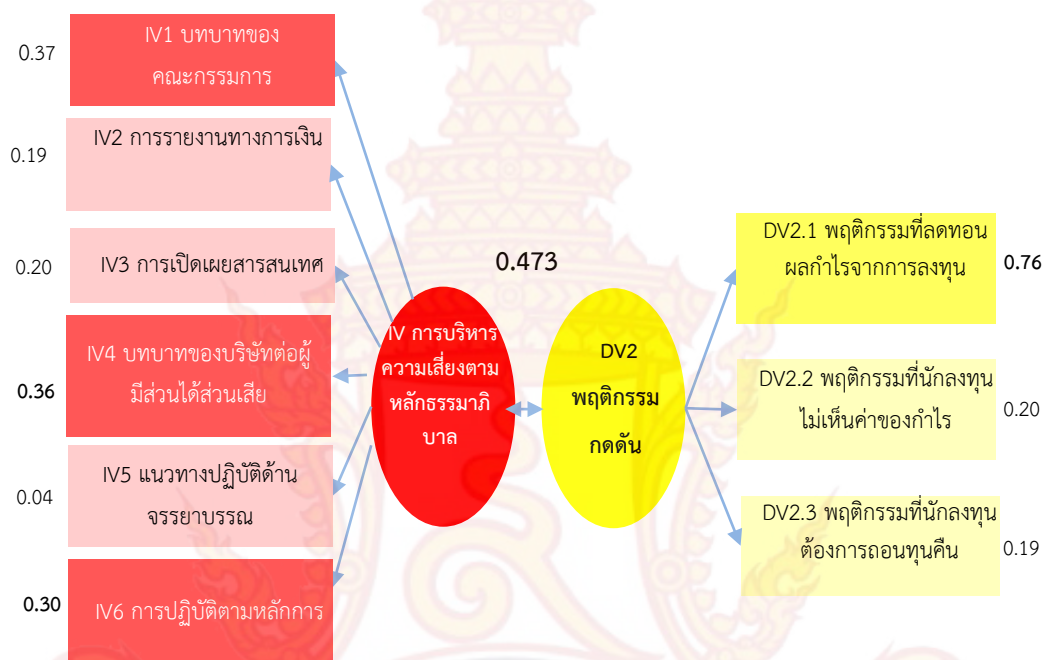 0.37
IV1 บทบาทของ
คณะกรรมการ
0.19
IV2 การรายงานทางการเงิน
0.20
IV3 การเปิดเผยสารสนเทศ
0.36
IV4 บทบาทของบริษัทต่อผู้
มีส่วนได้ส่วนเสีย
0.04
IV5 แนวทางปฏิบัติด้าน
จรรยาบรรณ
0.30
IV6 การปฏิบัติตามหลักการ
IV การบริหาร
ความเสี่ยงตาม
หลักธรรมาภิ
บาล
0.473
DV2
พฤติกรรม
กดดัน
DV2.1 พฤติกรรมที่ลดทอน
ผลกำไรจากการลงทุน
0.76
DV2.2 พฤติกรรมที่นักลงทุน
ไม่เห็นค่าของกำไร
0.20
DV2.3 พฤติกรรมที่นักลงทุน
ต้องการถอนทุนคืน
0.19